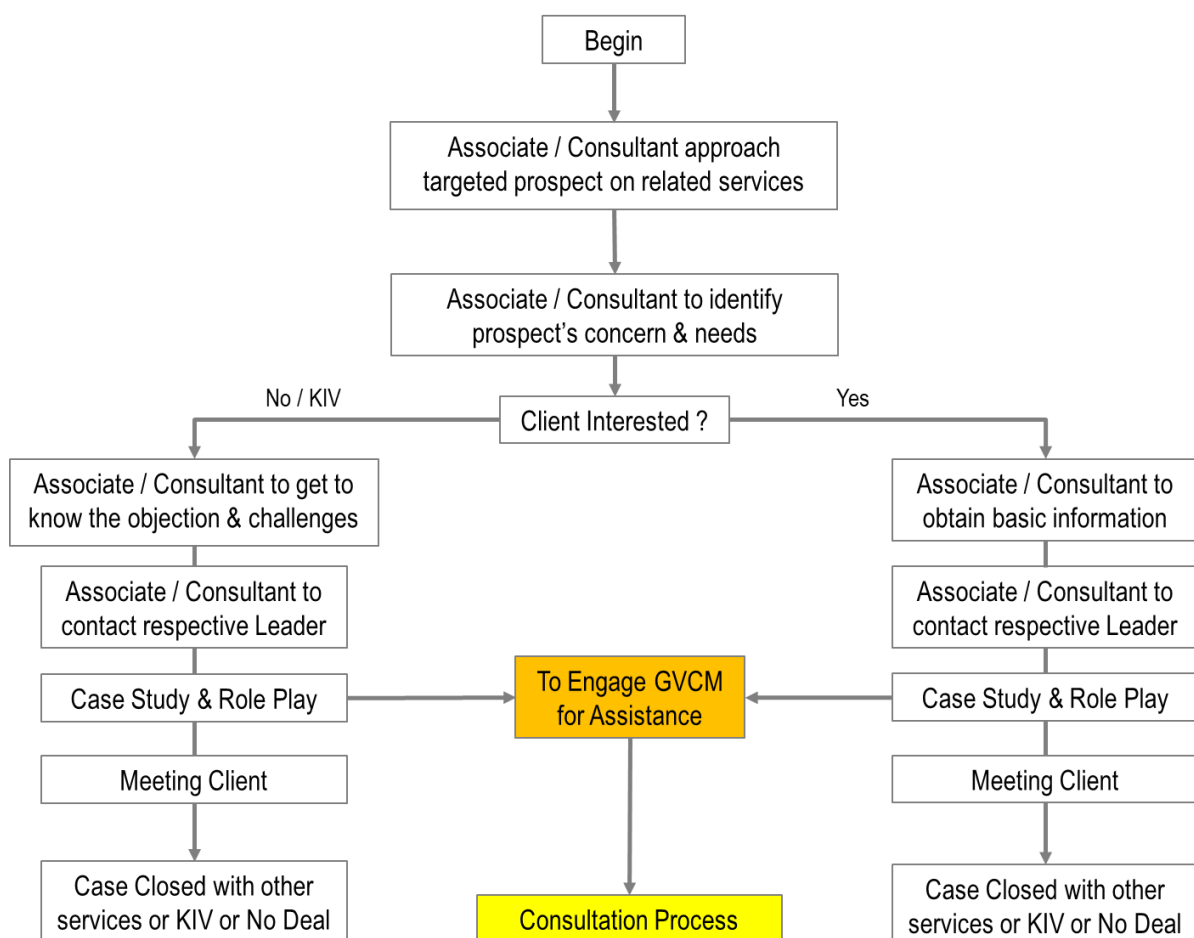 Begin
Associate / Consultant approach
targeted prospect on related services
Associate / Consultant to identify
prospect’s concern & needs
No / KIV
Yes
Client Interested ?
Associate / Consultant to get to
know the objection & challenges
Associate / Consultant to
obtain basic information
Associate / Consultant to
contact respective Leader
Associate / Consultant to
contact respective Leader
Case Study & Role Play
To Engage GVCM
for Assistance
Case Study & Role Play
Meeting Client
Meeting Client
Case Closed with other
services or KIV or No Deal
Consultation Process
Case Closed with other
services or KIV or No Deal